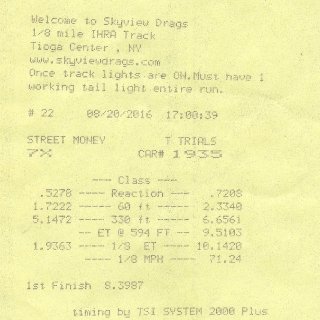 Welcome to Skyview Drags
1/8 mile IHRA Track
Tioga Center , NY
www.skyviewdrags.com
Once track lights are ON.Must have 1
working tail light entire run.
# 22 08/20/2016 17:00:39
STREET MONEY T TRIALS
7X CAR# 1935
--- Class ---
.5278 ---- Reaction --- .7208
1.7222 ---- 60 ft ----- 2.3340
5.1472 ---- 330 ft ---- 6.6561
-- ET @ 594 FT -- 9.5103
1.9363 ---- 1/8 ET ---- 10.1420
---- 1/8 MPH ---- 71.24
1st Finish 8.3987
timing by TSI SYSTEM 2000 Plus